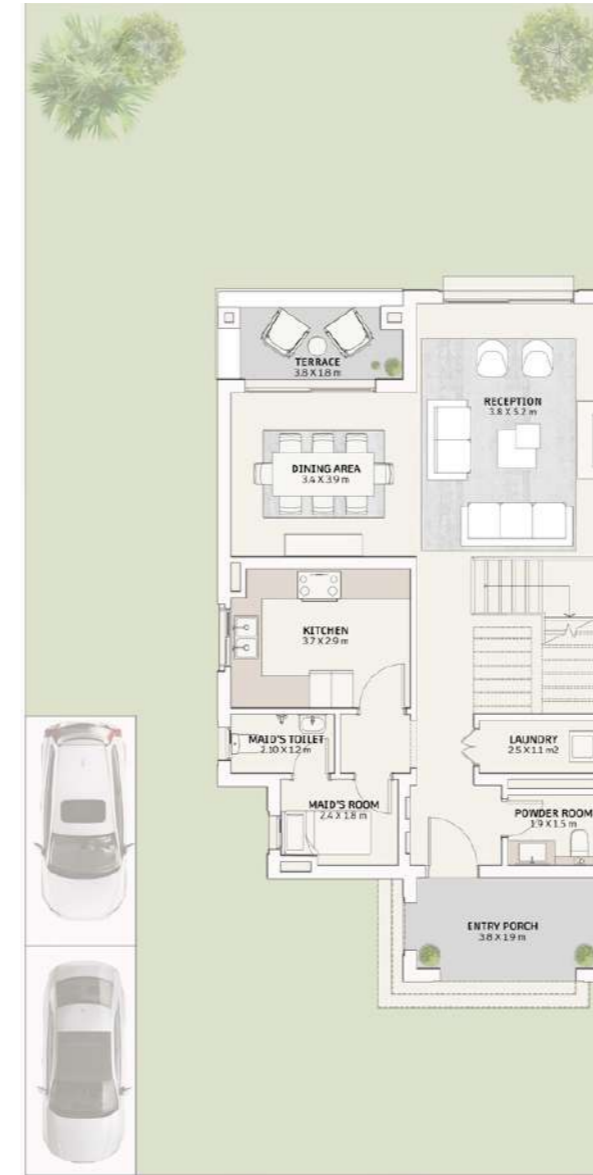 TERRACE
3.8 X 1.8 m
RECEPTION
3.8 X 5.2 m
DINING AREA
3.4 X 3.9 m
KITCHEN
3.7 X 2.9 m
MAID'S TOILET
2.10 X 1.2 m
LAUNDRY
2.5 X 1.1 m2
MAID'S ROOM
2.4 X 1.8 m
POWDER ROOM
1.9 X 1.5 m
ENTRY PORCH
3.8 X 1.9 m